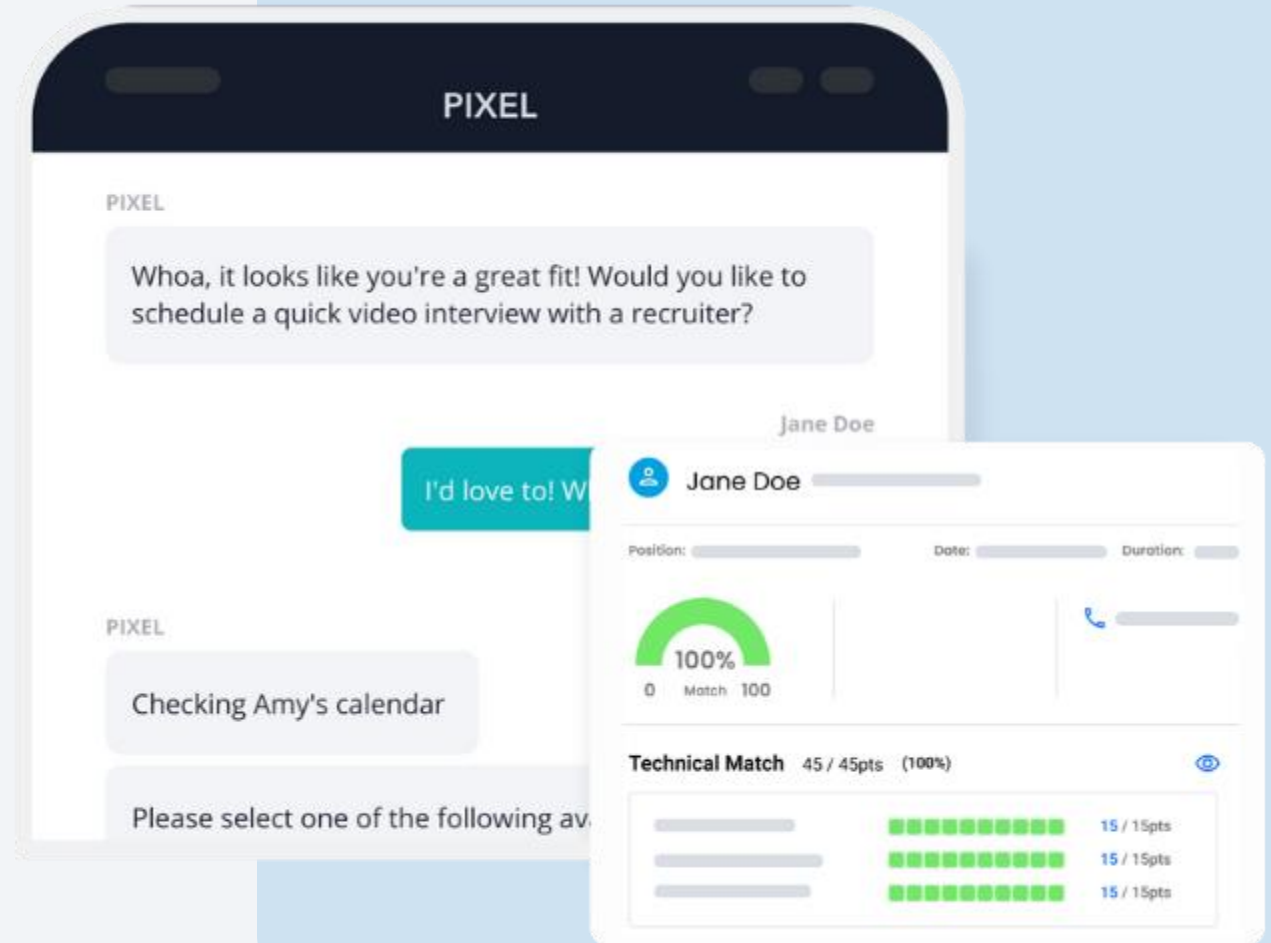 PIXEL
PIXEL
Whoa, it looks like you're a great fit! Would you like to
schedule a quick video interview with a recruiter?
Jane Doe
I'd love to!
PIXEL
Checking Amy's calendar
Please select one of the following
Jane Doe
Position: Date: Duration:
100%
0 Match 100
Technical Match 45 / 45pts (100%)
15 / 15pts
15 / 15pts
15 / 15pts